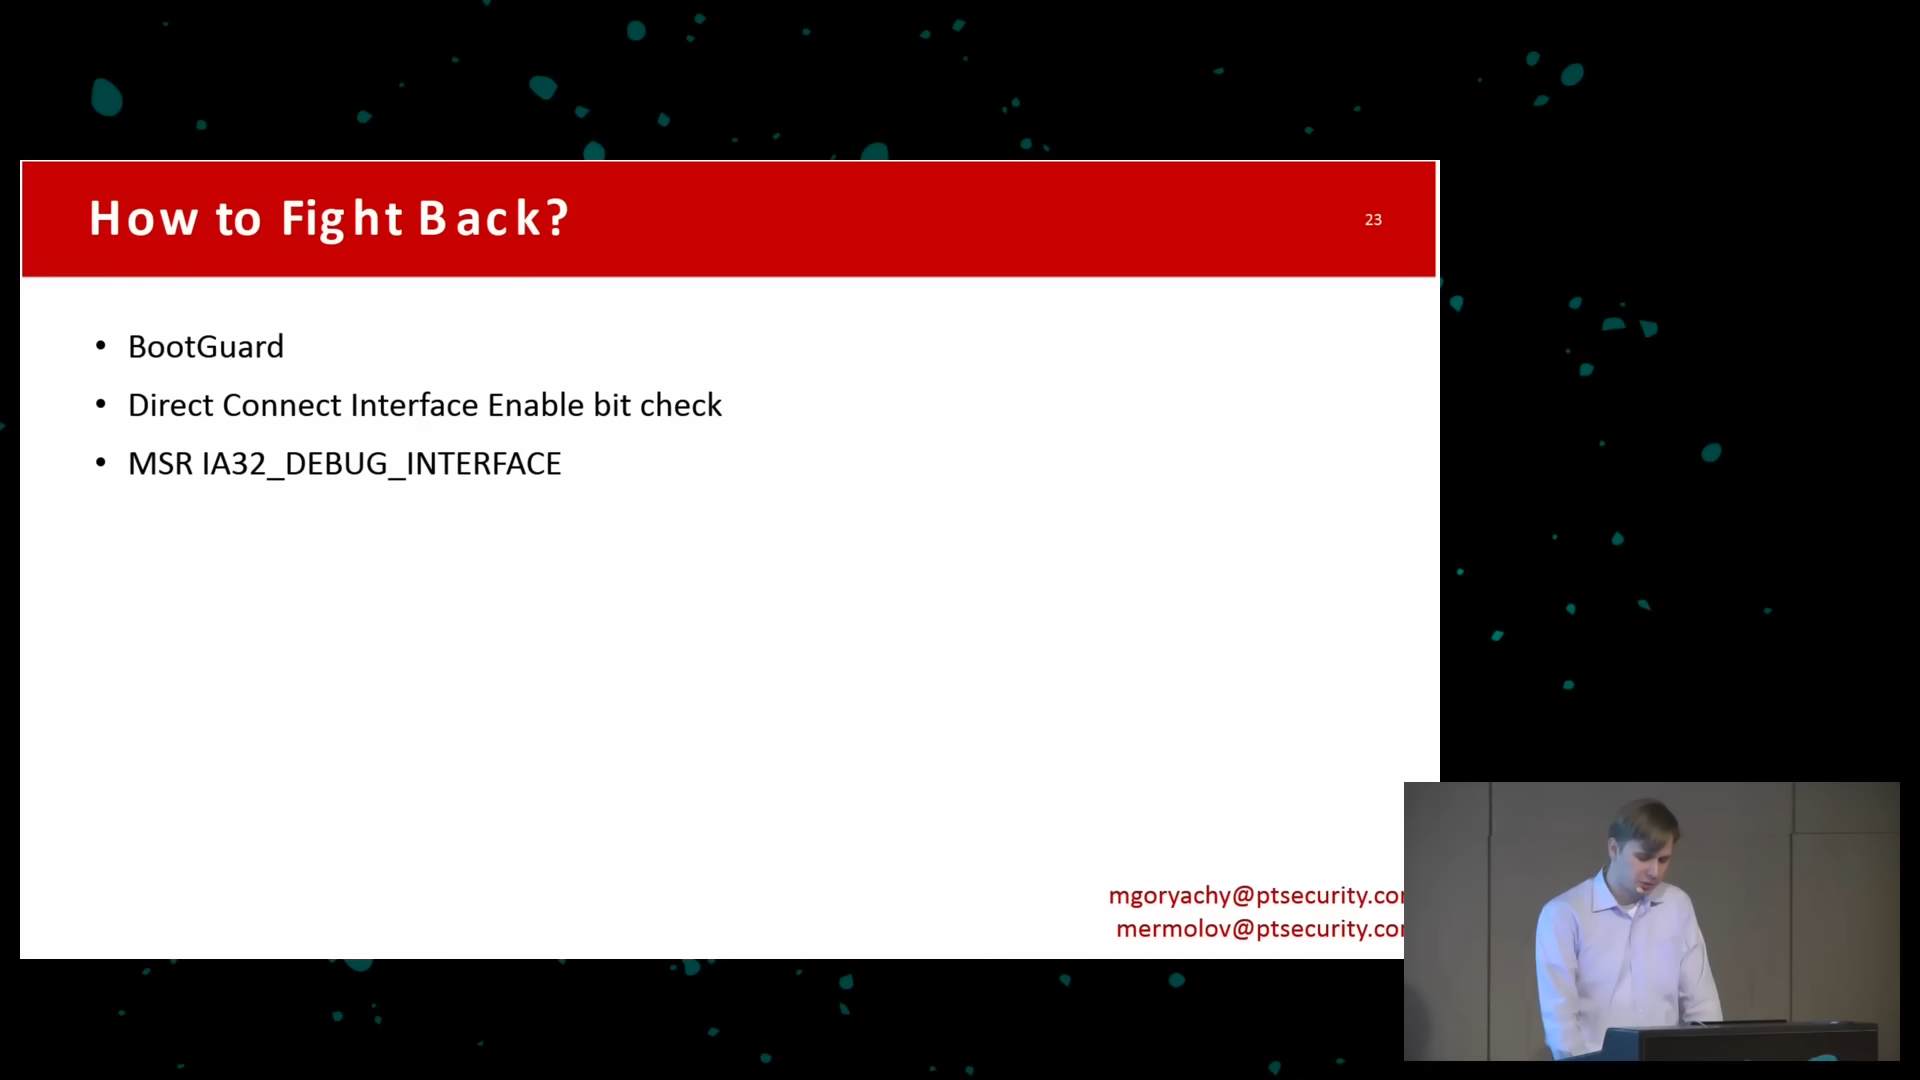 How to Fight Back?
23
• BootGuard
• Direct Connect Interface Enable bit check
• MSR IA32_DEBUG_INTERFACE
mgoryachy@ptsecurity.co
mermolov@ptsecurity.co